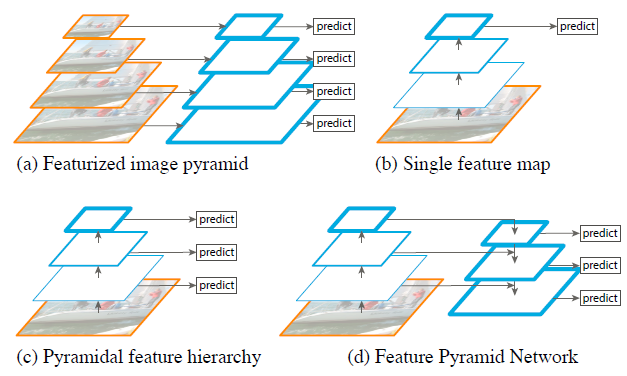 predict
predict
predict
predict
(a) Featurized image pyramid
predict
(b) Single feature map
predict
predict
predict
(c) Pyramidal feature hierarchy
predict
predict
predict
(d) Feature Pyramid Network